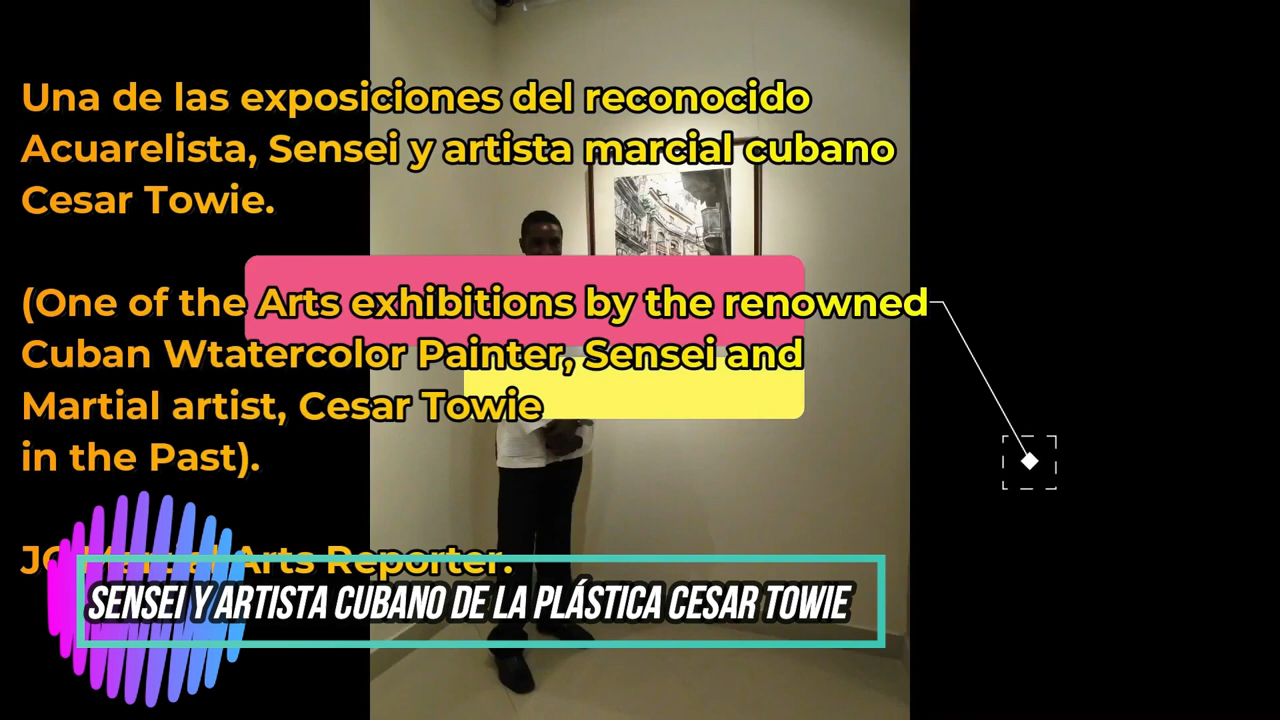 Una de las exposiciones del reconocido
Acuarelista, Sensei y artista marcial cubano
Cesar Towie.
(One of the Arts exhibitions by the renowned
Cuban Wtatercolor Painter, Sensei and
Martial artist, Cesar Towie
in the Past).
Martial Arts Reporter.
SENSEI Y ARTISTA CUBANO DE LA PLÁSTICA CESAR TOWIE